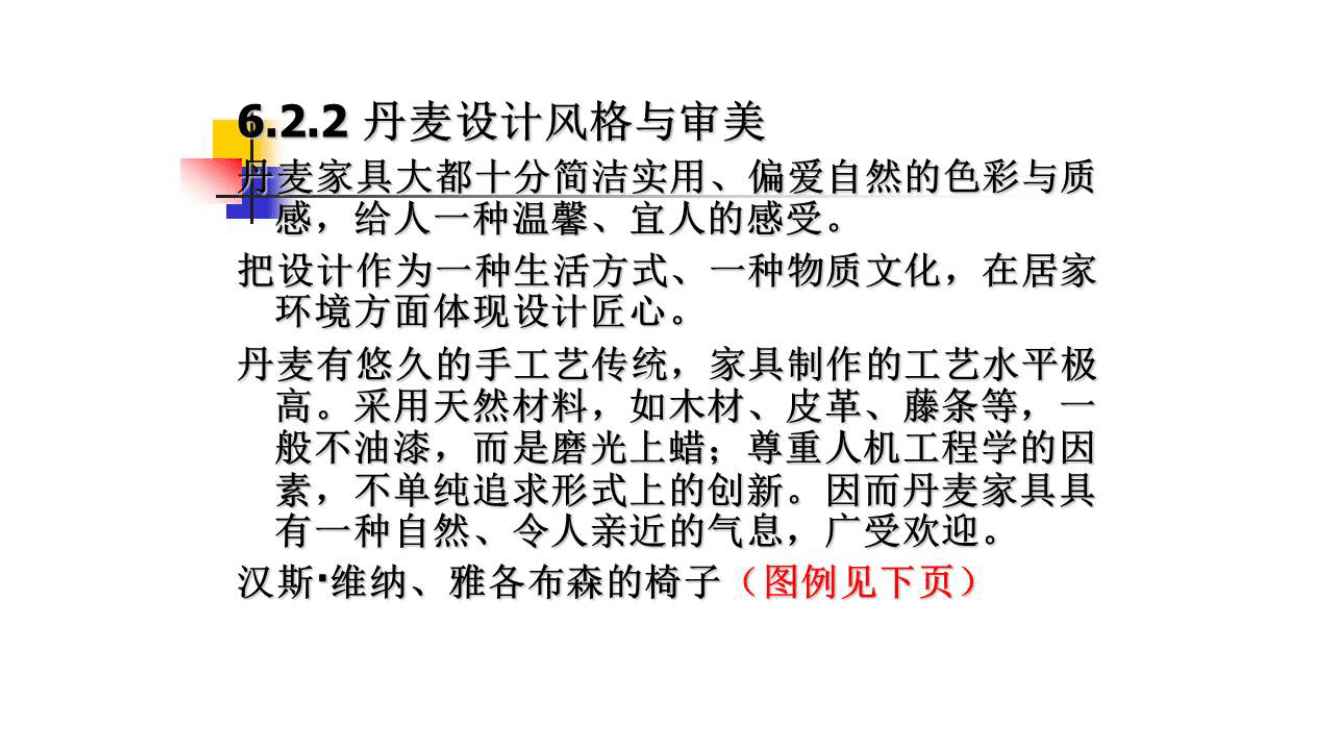 6.2.2 丹麦设计风格与审美
丹麦家具大都十分简洁实用、偏爱自然的色彩与质
感，给人一种温馨、宜人的感受。
把设计作为一种生活方式、一种物质文化，在居家
环境方面体现设计匠心。
丹麦有悠久的手工艺传统，家具制作的工艺水平极
高。采用天然材料，如木材、皮革、藤条等，一
般不油漆，而是磨光上蜡；尊重人机工程学的因
素，不单纯追求形式上的创新。因而丹麦家具具
有一种自然、令人亲近的气息，广受欢迎。
汉斯·维纳、雅各布森的椅子（图例见下页）